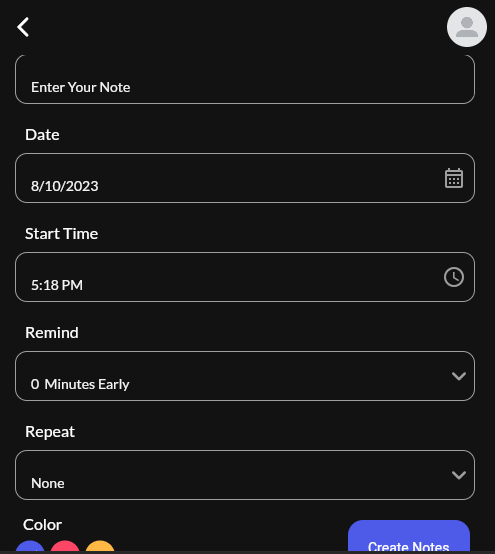 Enter Your Note
Date
8/10/2023
Start Time
5:18 PM
Remind
0 Minutes Early
Repeat
None
Color
Create Notes